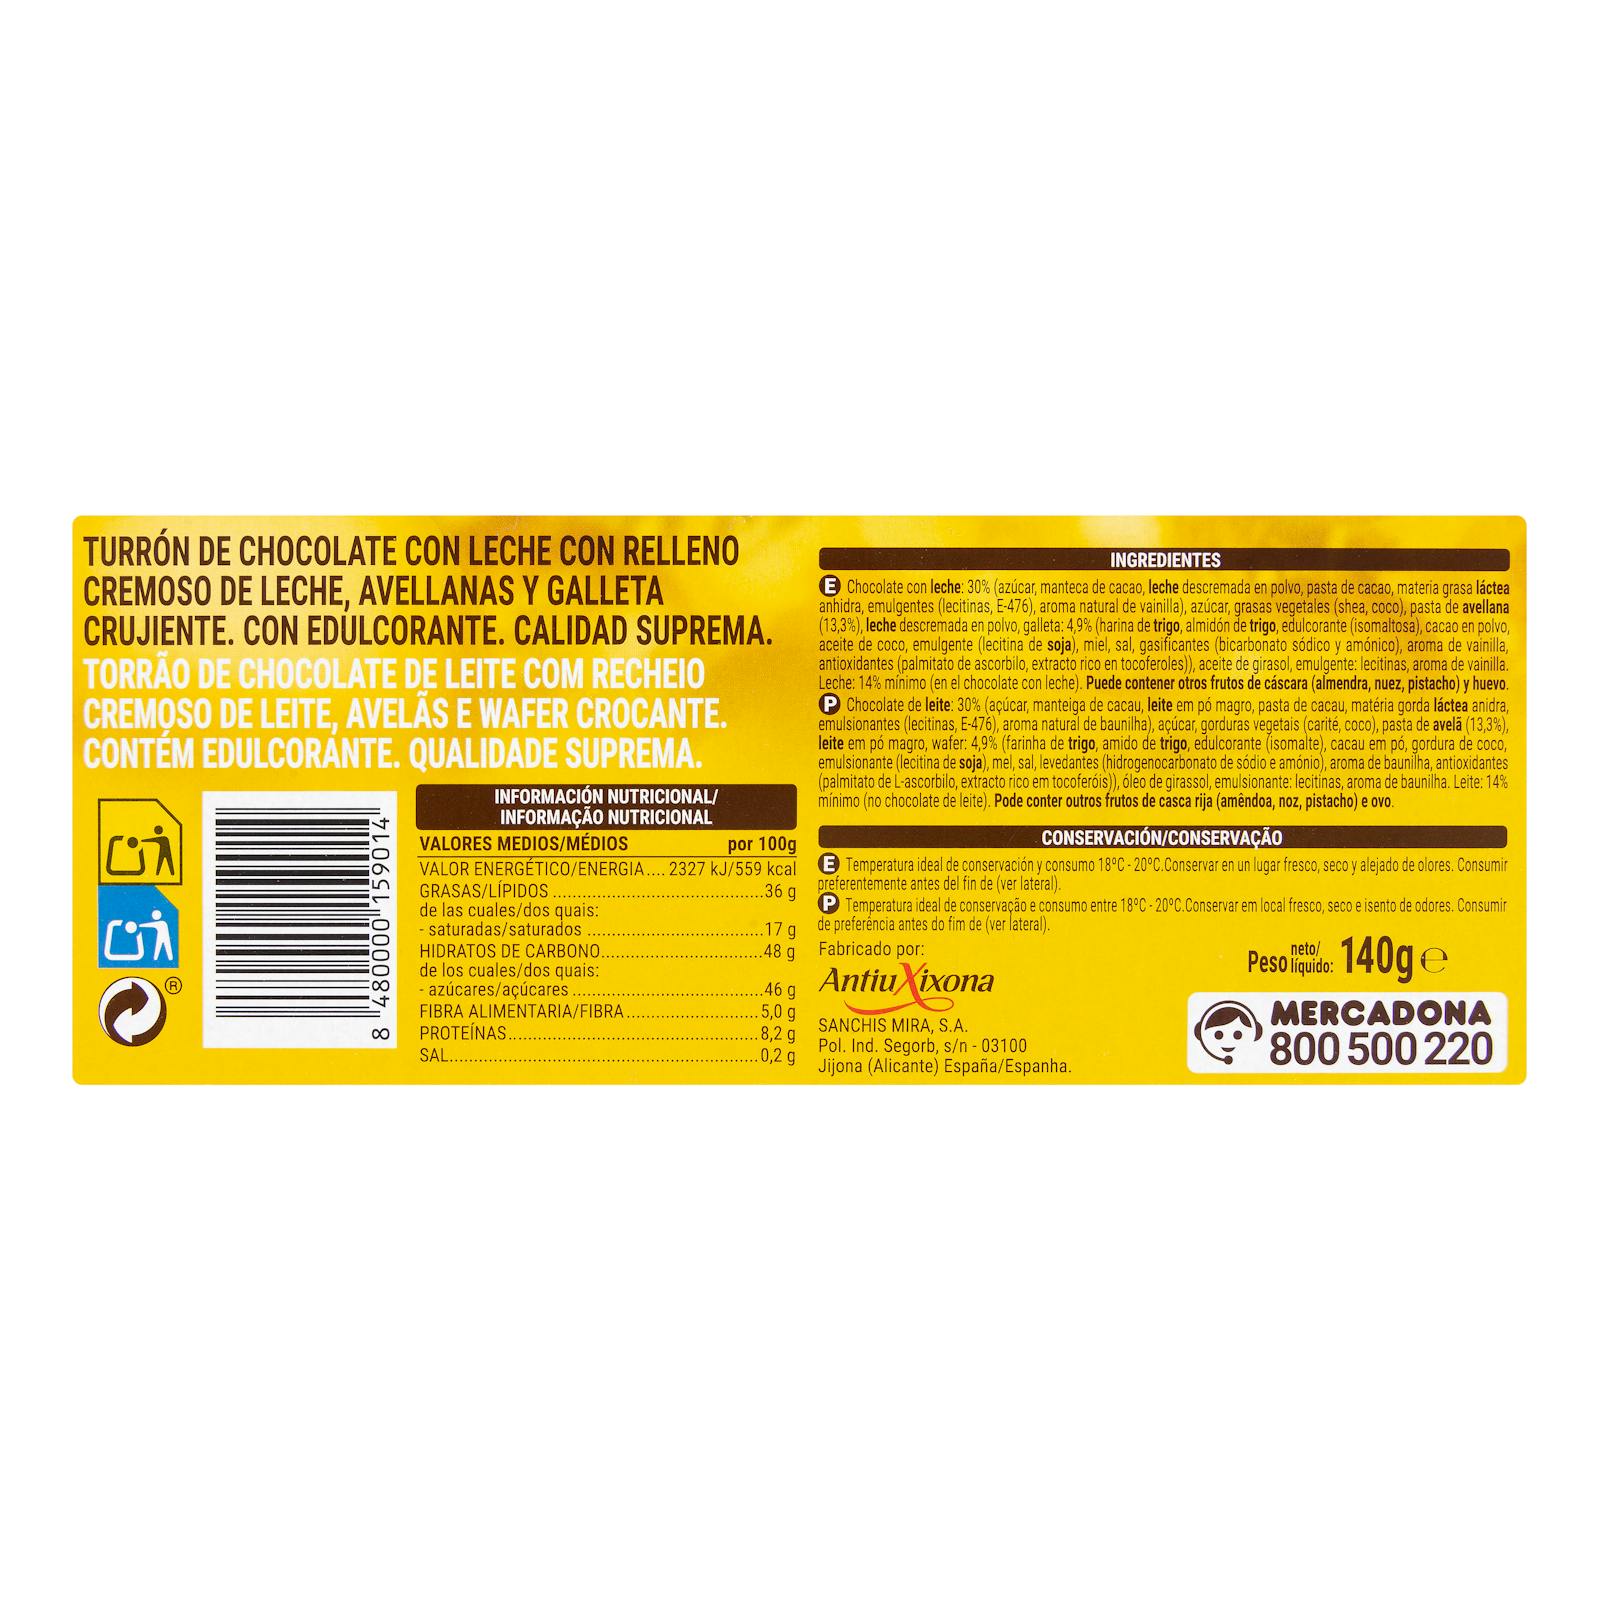 TURRÓN DE CHOCOLATE CON LECHE CON RELLENO
CREMOSO DE LECHE, AVELLANAS Y GALLETA
CRUJIENTE. CON EDULCORANTE. CALIDAD SUPREMA.
TORRÃO DE CHOCOLATE DE LEITE COM RECHEIO
CREMOSO DE LEITE, AVELÃS E WAFER CROCANTE.
CONTÉM EDULCORANTE. QUALIDADE SUPREMA.
8 480000 159014
®
INFORMACIÓN NUTRICIONAL/
INFORMAÇÃO NUTRICIONAL
VALORES MEDIOS/MÉDIOS por 100g
VALOR ENERGÉTICO/ENERGIA.... 2327 kJ/559 kcal
GRASAS/LÍPIDOS ................................ 36 g
de las cuales/dos quais:
- saturadas/saturados ........................... 17 g
HIDRATOS DE CARBONO......................... 48 g
de los cuales/dos quais:
- azúcares/açúcares ............................. 46 g
FIBRA ALIMENTARIA/FIBRA.................... 5,0 g
PROTEÍNAS...................................... 8,2 g
SAL............................................... 0,2 g
INGREDIENTES
E Chocolate con leche: 30% (azúcar, manteca de cacao, leche descremada en polvo, pasta de cacao, materia grasa láctea
anhidra, emulgentes (lecitinas, E-476), aroma natural de vainilla), azúcar, grasas vegetales (shea, coco), pasta de avellana
(13,3%), leche descremada en polvo, galleta: 4,9% (harina de trigo, almidón de trigo, edulcorante (isomaltosa), cacao en polvo,
aceite de coco, emulgente (lecitina de soja), miel, sal, gasificantes (bicarbonato sódico y amónico), aroma de vainilla,
antioxidantes (palmitato de ascorbilo, extracto rico en tocoferoles)), aceite de girasol, emulgente: lecitinas, aroma de vainilla.
Leche: 14% mínimo (en el chocolate con leche). Puede contener otros frutos de cáscara (almendra, nuez, pistacho) y huevo.
P Chocolate de leite: 30% (açúcar, manteiga de cacau, leite em pó magro, pasta de cacau, matéria gorda láctea anidra,
emulsionantes (lecitinas, E-476), aroma natural de baunilha), açúcar, gorduras vegetais (carité, coco), pasta de avelã (13,3%),
leite em pó magro, wafer: 4,9% (farinha de trigo, amido de trigo, edulcorante (isomalte), cacau em pó, gordura de coco,
emulsionante (lecitina de soja), mel, sal, levedantes (hidrogenocarbonato de sódio e amónio), aroma de baunilha, antioxidantes
(palmitato de L-ascorbilo, extracto rico em tocoferóis)), óleo de girassol, emulsionante: lecitinas, aroma de baunilha. Leite: 14%
mínimo (no chocolate de leite). Pode conter outros frutos de casca rija (amêndoa, noz, pistacho) e ovo.
CONSERVACIÓN/CONSERVAÇÃO
E Temperatura ideal de conservación y consumo 18ºC - 20ºC.Conservar en un lugar fresco, seco y alejado de olores. Consumir
preferentemente antes del fin de (ver lateral).
P Temperatura ideal de conservação e consumo entre 18ºC - 20ºC.Conservar em local fresco, seco e isento de odores. Consumir
de preferência antes do fim de (ver lateral).
Fabricado por:
AntiuXixona
SANCHIS MIRA, S.A.
Pol. Ind. Segorb, s/n - 03100
Jijona (Alicante) España/Espanha.
Peso neto/líquido: 140g ℮
MERCADONA
800 500 220